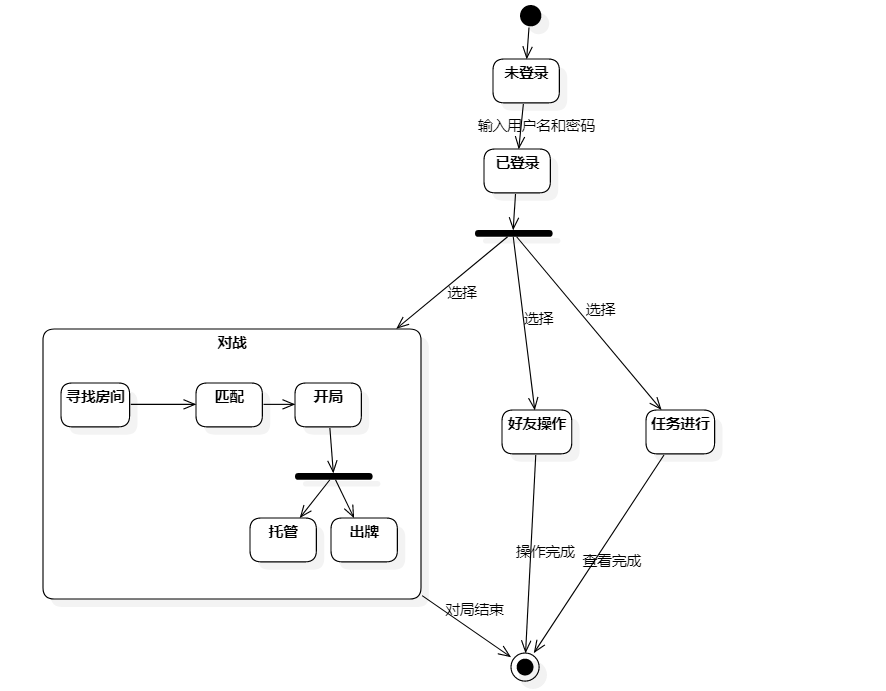 未登录
输入用户名和密码
已登录
选择
选择
选择
对战
寻找房间
匹配
开局
好友操作
任务进行
托管
出牌
操作完成
查看完成
对局结束